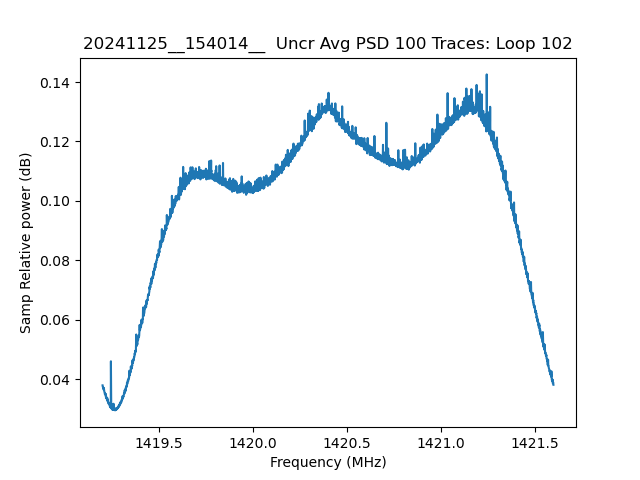 20241125__154014__ Uncr Avg PSD 100 Traces: Loop 102
Samp Relative power (dB)
0.14
0.12
0.10
0.08
0.06
0.04
1419.5 1420.0 1420.5 1421.0 1421.5
Frequency (MHz)